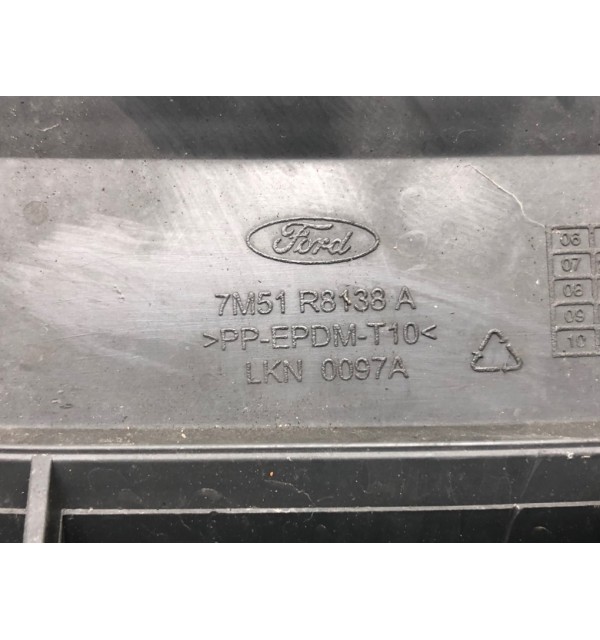 Ford
7M51 R8138 A
>PP-EPDM-T10<
LKN 0097A
06
07
08
09
10